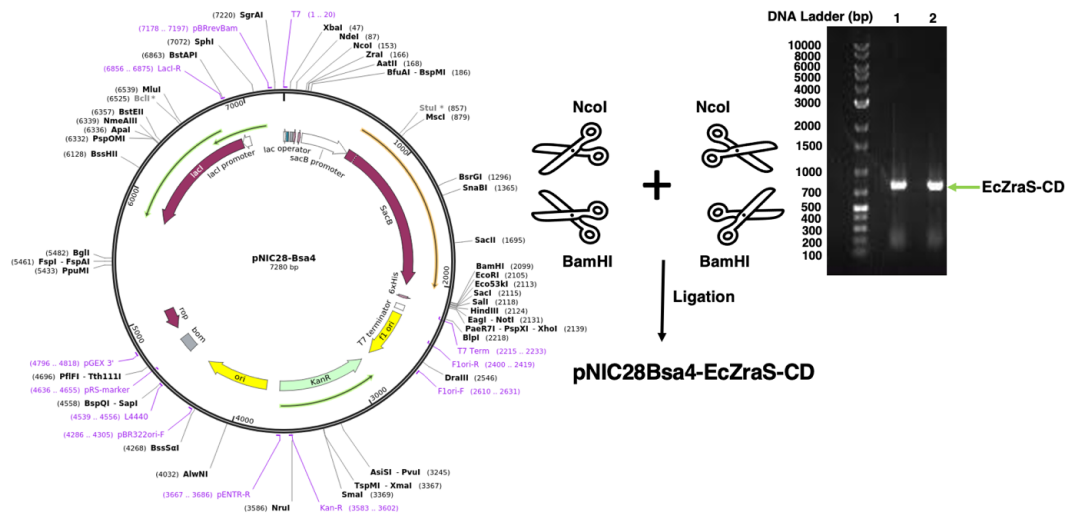 (7220) SgrAI
T7 (1 .. 20)
(7178 .. 7197) pBRrevBam
XbaI (47)
NdeI (87)
NcoI (153)
ZraI (166)
AatII (168)
BfuAI - BspMI (186)
(7072) SphI
(6863) BstAPI
(6856 .. 6875) LacI-R
(6539) MluI
(6525) BclI *
(6357) BstEII
(6339) NmeAIII
(6336) ApaI
(6332) PspOMI
(6128) BssHII
StuI * (857)
MscI (879)
BsrGI (1296)
SnaBI (1365)
SacII (1695)
(5482) BglI
(5461) FspI - FspAI
(5433) PpuMI
BamHI (2099)
EcoRI (2105)
Eco53kI (2113)
SacI (2115)
SalI (2118)
HindIII (2124)
EagI - NotI (2131)
PaeR7I - PspXI - XhoI (2139)
BlpI (2218)
T7 Term (2215 .. 2233)
F1ori-R (2400 .. 2419)
DraIII (2546)
F1ori-F (2610 .. 2631)
(4796 .. 4818) pGEX 3'
(4696) PflFI - Tth111I
(4636 .. 4655) pRS-marker
(4558) BspQI - SapI
(4539 .. 4556) L4440
(4286 .. 4305) pBR322ori-F
(4268) BssSαI
(4032) AlwNI
(3667 .. 3686) pENTR-R
(3586) NruI
Kan-R (3583 .. 3602)
SmaI (3369)
TspMI - XmaI (3367)
AsiSI - PvuI (3245)
7000
1000
2000
3000
4000
5000
6000
lac operator
sacB promoter
lacI promoter
lacI
SacB
6xHis
T7 terminator
f1 ori
KanR
ori
bom
rop
pNIC28-Bsa4
7280 bp
NcoI
NcoI
+
BamHI
BamHI
Ligation
pNIC28Bsa4-EcZraS-CD
DNA Ladder (bp) 1 2
10000
8000
6000
5000
4000
3000
2000
1500
1000
700
500
400
300
200
100
EcZraS-CD